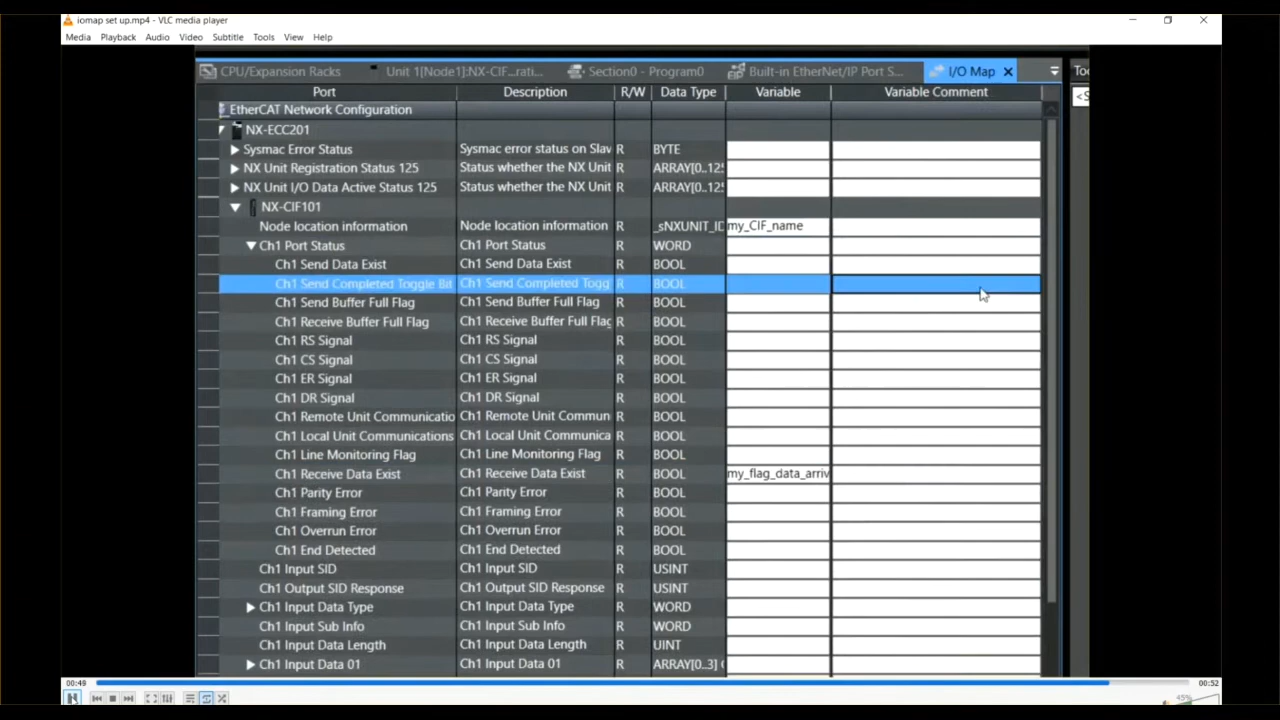 iomap set up.mp4 - VLC media player
Media Playback Audio Video Subtitle Tools View Help
CPU/Expansion Racks Unit 1[Node1]:NX-CIF...rati... Section0 - Program0 Built-in EtherNet/IP Port S... I/O Map
Port Description R/W Data Type Variable Variable Comment
EtherCAT Network Configuration
NX-ECC201
Sysmac Error Status Sysmac error status on Slav R BYTE
NX Unit Registration Status 125 Status whether the NX Unit R ARRAY[0..125
NX Unit I/O Data Active Status 125 Status whether the NX Unit R ARRAY[0..125
NX-CIF101
Node location information Node location information R _sNXUNIT_ID my_CIF_name
Ch1 Port Status Ch1 Port Status R WORD
Ch1 Send Data Exist Ch1 Send Data Exist R BOOL
Ch1 Send Completed Toggle Bit Ch1 Send Completed Togg R BOOL
Ch1 Send Buffer Full Flag Ch1 Send Buffer Full Flag R BOOL
Ch1 Receive Buffer Full Flag Ch1 Receive Buffer Full Flag R BOOL
Ch1 RS Signal Ch1 RS Signal R BOOL
Ch1 CS Signal Ch1 CS Signal R BOOL
Ch1 ER Signal Ch1 ER Signal R BOOL
Ch1 DR Signal Ch1 DR Signal R BOOL
Ch1 Remote Unit Communicatio Ch1 Remote Unit Commun R BOOL
Ch1 Local Unit Communications Ch1 Local Unit Communica R BOOL
Ch1 Line Monitoring Flag Ch1 Line Monitoring Flag R BOOL
Ch1 Receive Data Exist Ch1 Receive Data Exist R BOOL my_flag_data_arriv
Ch1 Parity Error Ch1 Parity Error R BOOL
Ch1 Framing Error Ch1 Framing Error R BOOL
Ch1 Overrun Error Ch1 Overrun Error R BOOL
Ch1 End Detected Ch1 End Detected R BOOL
Ch1 Input SID Ch1 Input SID R USINT
Ch1 Output SID Response Ch1 Output SID Response R USINT
Ch1 Input Data Type Ch1 Input Data Type R WORD
Ch1 Input Sub Info Ch1 Input Sub Info R WORD
Ch1 Input Data Length Ch1 Input Data Length R UINT
Ch1 Input Data 01 Ch1 Input Data 01 R ARRAY[0..3]
00:49 00:52
45%